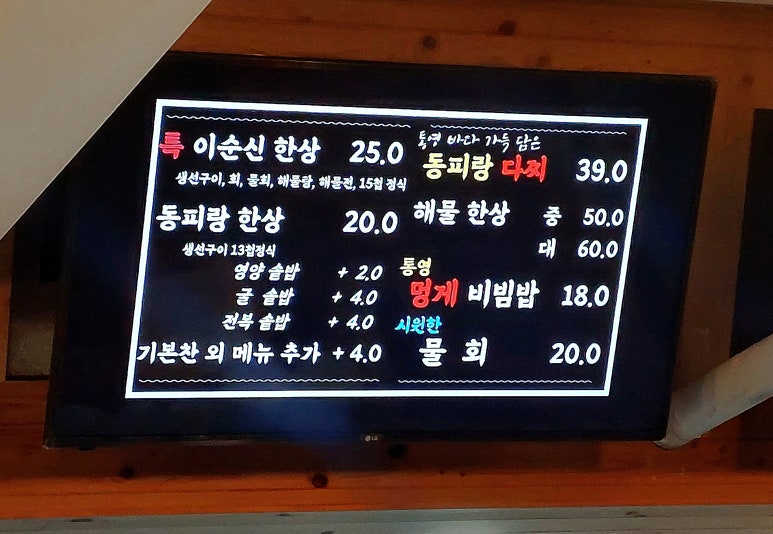 특 이순신 한상 25.0
생선구이, 회, 물회, 해물탕, 해물전, 15첩 정식
동피랑 한상 20.0
생선구이 13첩정식
영양 솥밥 + 2.0
굴 솥밥 + 4.0
전복 솥밥 + 4.0
기본찬 외 메뉴 추가 + 4.0
통영 바다 가득 담은
동피랑 다찌 39.0
해물 한상 중 50.0
대 60.0
통영
멍게 비빔밥 18.0
시원한
물 회 20.0
LG